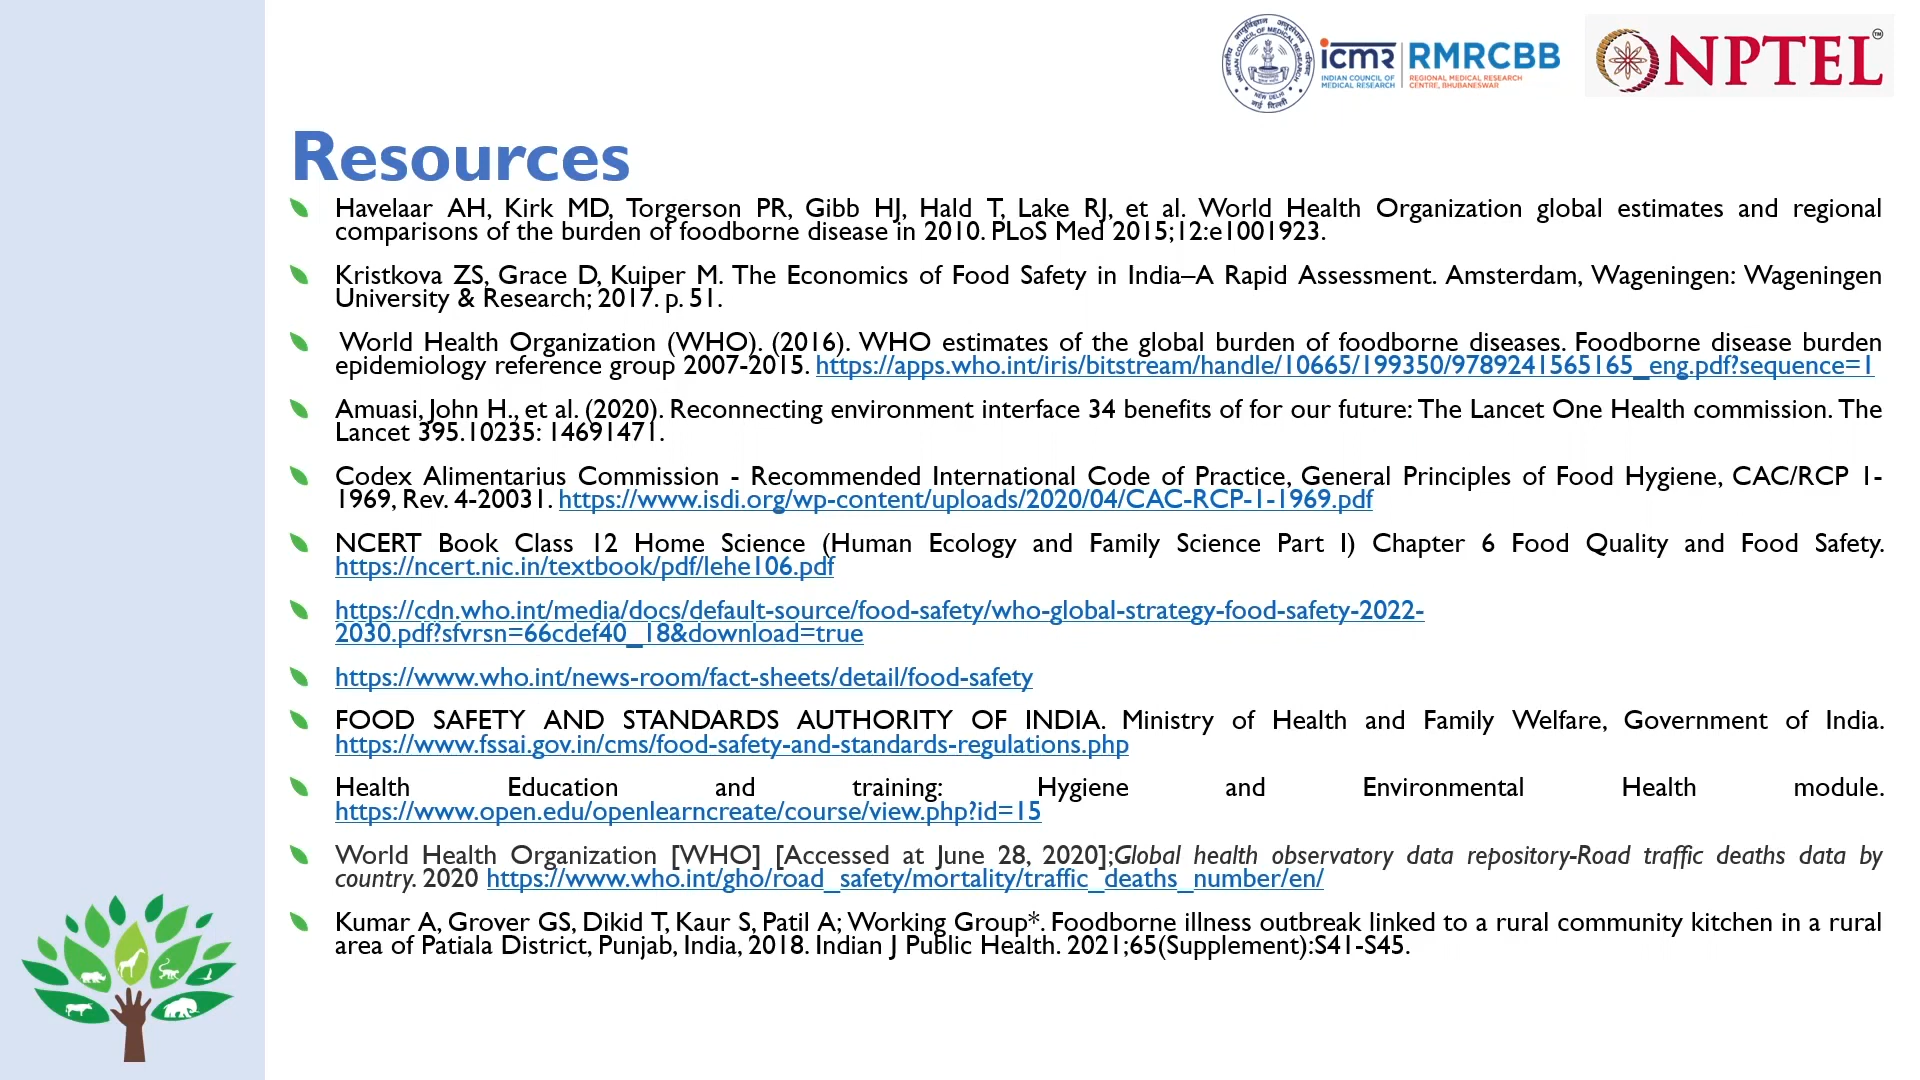 icmr
INDIAN COUNCIL OF
MEDICAL RESEARCH
RMRCBB
REGIONAL MEDICAL RESEARCH
CENTRE, BHUBANESWAR
NPTEL™
Resources
Havelaar AH, Kirk MD, Torgerson PR, Gibb HJ, Hald T, Lake RJ, et al. World Health Organization global estimates and regional
comparisons of the burden of foodborne disease in 2010. PLoS Med 2015;12:e1001923.
Kristkova ZS, Grace D, Kuiper M. The Economics of Food Safety in India–A Rapid Assessment. Amsterdam, Wageningen: Wageningen
University & Research; 2017. p. 51.
World Health Organization (WHO). (2016). WHO estimates of the global burden of foodborne diseases. Foodborne disease burden
epidemiology reference group 2007-2015. https://apps.who.int/iris/bitstream/handle/10665/199350/9789241565165_eng.pdf?sequence=1
Amuasi, John H., et al. (2020). Reconnecting environment interface 34 benefits of for our future: The Lancet One Health commission. The
Lancet 395.10235: 14691471.
Codex Alimentarius Commission - Recommended International Code of Practice, General Principles of Food Hygiene, CAC/RCP 1-
1969, Rev. 4-20031. https://www.isdi.org/wp-content/uploads/2020/04/CAC-RCP-1-1969.pdf
NCERT Book Class 12 Home Science (Human Ecology and Family Science Part I) Chapter 6 Food Quality and Food Safety.
https://ncert.nic.in/textbook/pdf/lehe106.pdf
https://cdn.who.int/media/docs/default-source/food-safety/who-global-strategy-food-safety-2022-
2030.pdf?sfvrsn=66cdef40_18&download=true
https://www.who.int/news-room/fact-sheets/detail/food-safety
FOOD SAFETY AND STANDARDS AUTHORITY OF INDIA. Ministry of Health and Family Welfare, Government of India.
https://www.fssai.gov.in/cms/food-safety-and-standards-regulations.php
Health Education and training: Hygiene and Environmental Health module.
https://www.open.edu/openlearncreate/course/view.php?id=15
World Health Organization [WHO] [Accessed at June 28, 2020];Global health observatory data repository-Road traffic deaths data by
country. 2020 https://www.who.int/gho/road_safety/mortality/traffic_deaths_number/en/
Kumar A, Grover GS, Dikid T, Kaur S, Patil A; Working Group*. Foodborne illness outbreak linked to a rural community kitchen in a rural
area of Patiala District, Punjab, India, 2018. Indian J Public Health. 2021;65(Supplement):S41-S45.